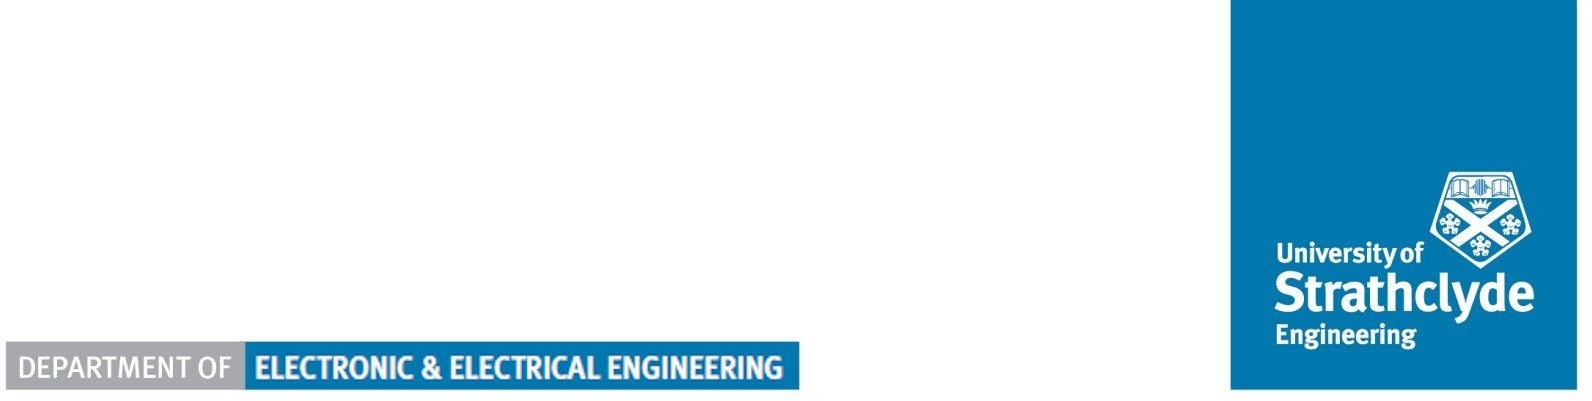 University of
Strathclyde
Engineering
DEPARTMENT OF ELECTRONIC & ELECTRICAL ENGINEERING